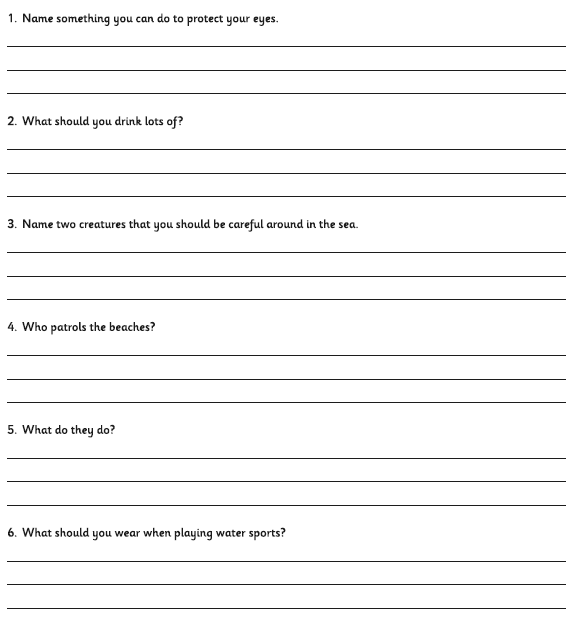 1. Name something you can do to protect your eyes.
2. What should you drink lots of?
3. Name two creatures that you should be careful around in the sea.
4. Who patrols the beaches?
5. What do they do?
6. What should you wear when playing water sports?